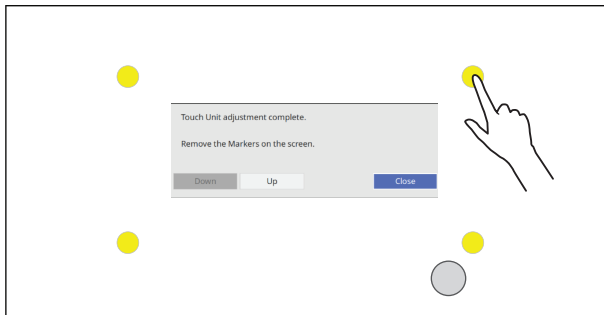 Touch Unit adjustment complete.
Remove the Markers on the screen.
Down Up Close